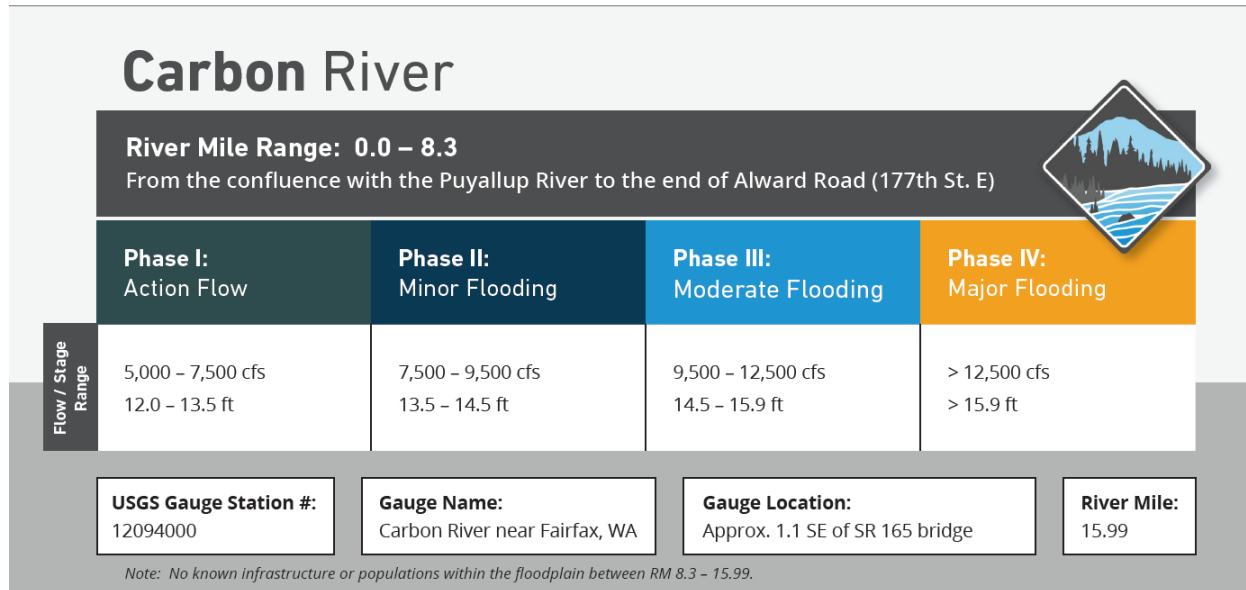 Carbon River
River Mile Range: 0.0 – 8.3
From the confluence with the Puyallup River to the end of Alward Road (177th St. E)
Phase I:
Action Flow
Phase II:
Minor Flooding
Phase III:
Moderate Flooding
Phase IV:
Major Flooding
Flow / Stage
Range
5,000 – 7,500 cfs
12.0 – 13.5 ft
7,500 – 9,500 cfs
13.5 – 14.5 ft
9,500 – 12,500 cfs
14.5 – 15.9 ft
> 12,500 cfs
> 15.9 ft
USGS Gauge Station #:
12094000
Gauge Name:
Carbon River near Fairfax, WA
Gauge Location:
Approx. 1.1 SE of SR 165 bridge
River Mile:
15.99
Note:  No known infrastructure or populations within the floodplain between RM 8.3 – 15.99.